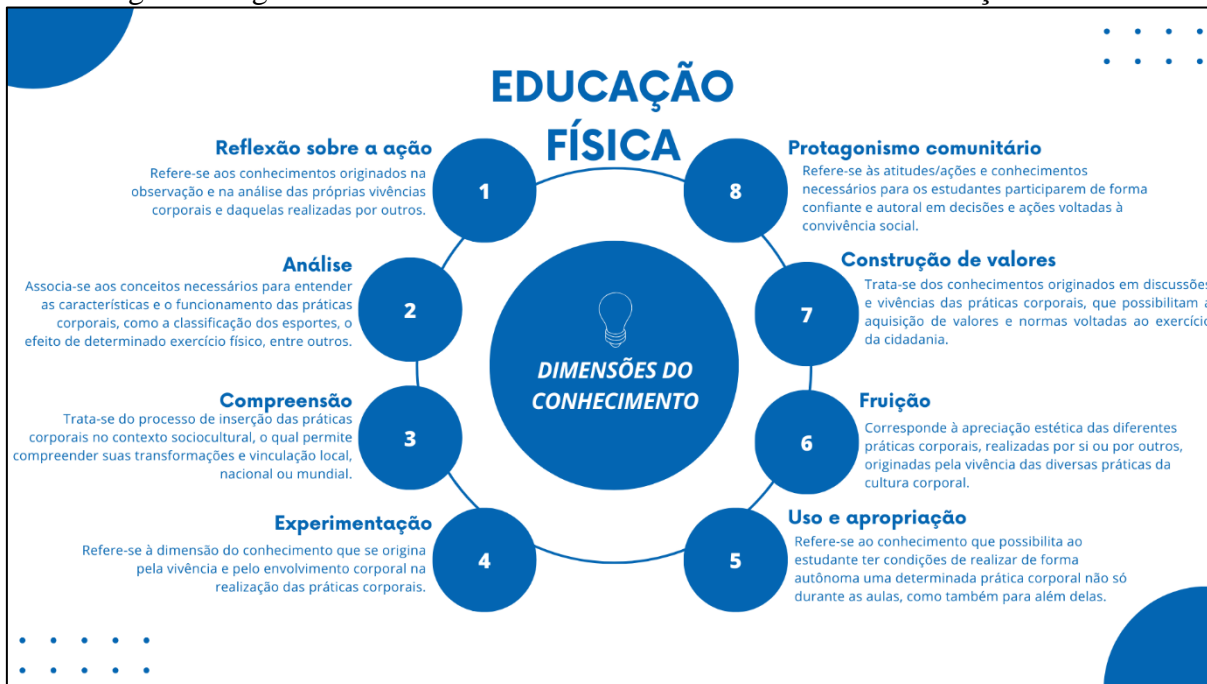 EDUCAÇÃO
FÍSICA
Reflexão sobre a ação
Refere-se aos conhecimentos originados na
observação e na análise das próprias vivências
corporais e daquelas realizadas por outros.
1
Análise
Associa-se aos conceitos necessários para entender
as características e o funcionamento das práticas
corporais, como a classificação dos esportes, o
efeito de determinado exercício físico, entre outros.
2
Compreensão
Trata-se do processo de inserção das práticas
corporais no contexto sociocultural, o qual permite
compreender suas transformações e vinculação local,
nacional ou mundial.
3
Experimentação
Refere-se à dimensão do conhecimento que se origina
pela vivência e pelo envolvimento corporal na
realização das práticas corporais.
4
DIMENSÕES DO
CONHECIMENTO
Protagonismo comunitário
Refere-se às atitudes/ações e conhecimentos
necessários para os estudantes participarem de forma
confiante e autoral em decisões e ações voltadas à
convivência social.
8
Construção de valores
Trata-se dos conhecimentos originados em discussões
e vivências das práticas corporais, que possibilitam a
aquisição de valores e normas voltadas ao exercício
da cidadania.
7
Fruição
Corresponde à apreciação estética das diferentes
práticas corporais, realizadas por si ou por outros,
originadas pela vivência das diversas práticas da
cultura corporal.
6
Uso e apropriação
Refere-se ao conhecimento que possibilita ao
estudante ter condições de realizar de forma
autônoma uma determinada prática corporal não só
durante as aulas, como também para além delas.
5